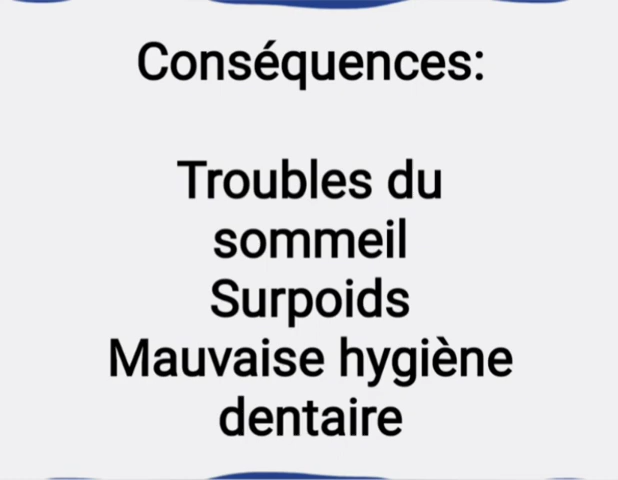 Conséquences:
Troubles du
sommeil
Surpoids
Mauvaise hygiène
dentaire